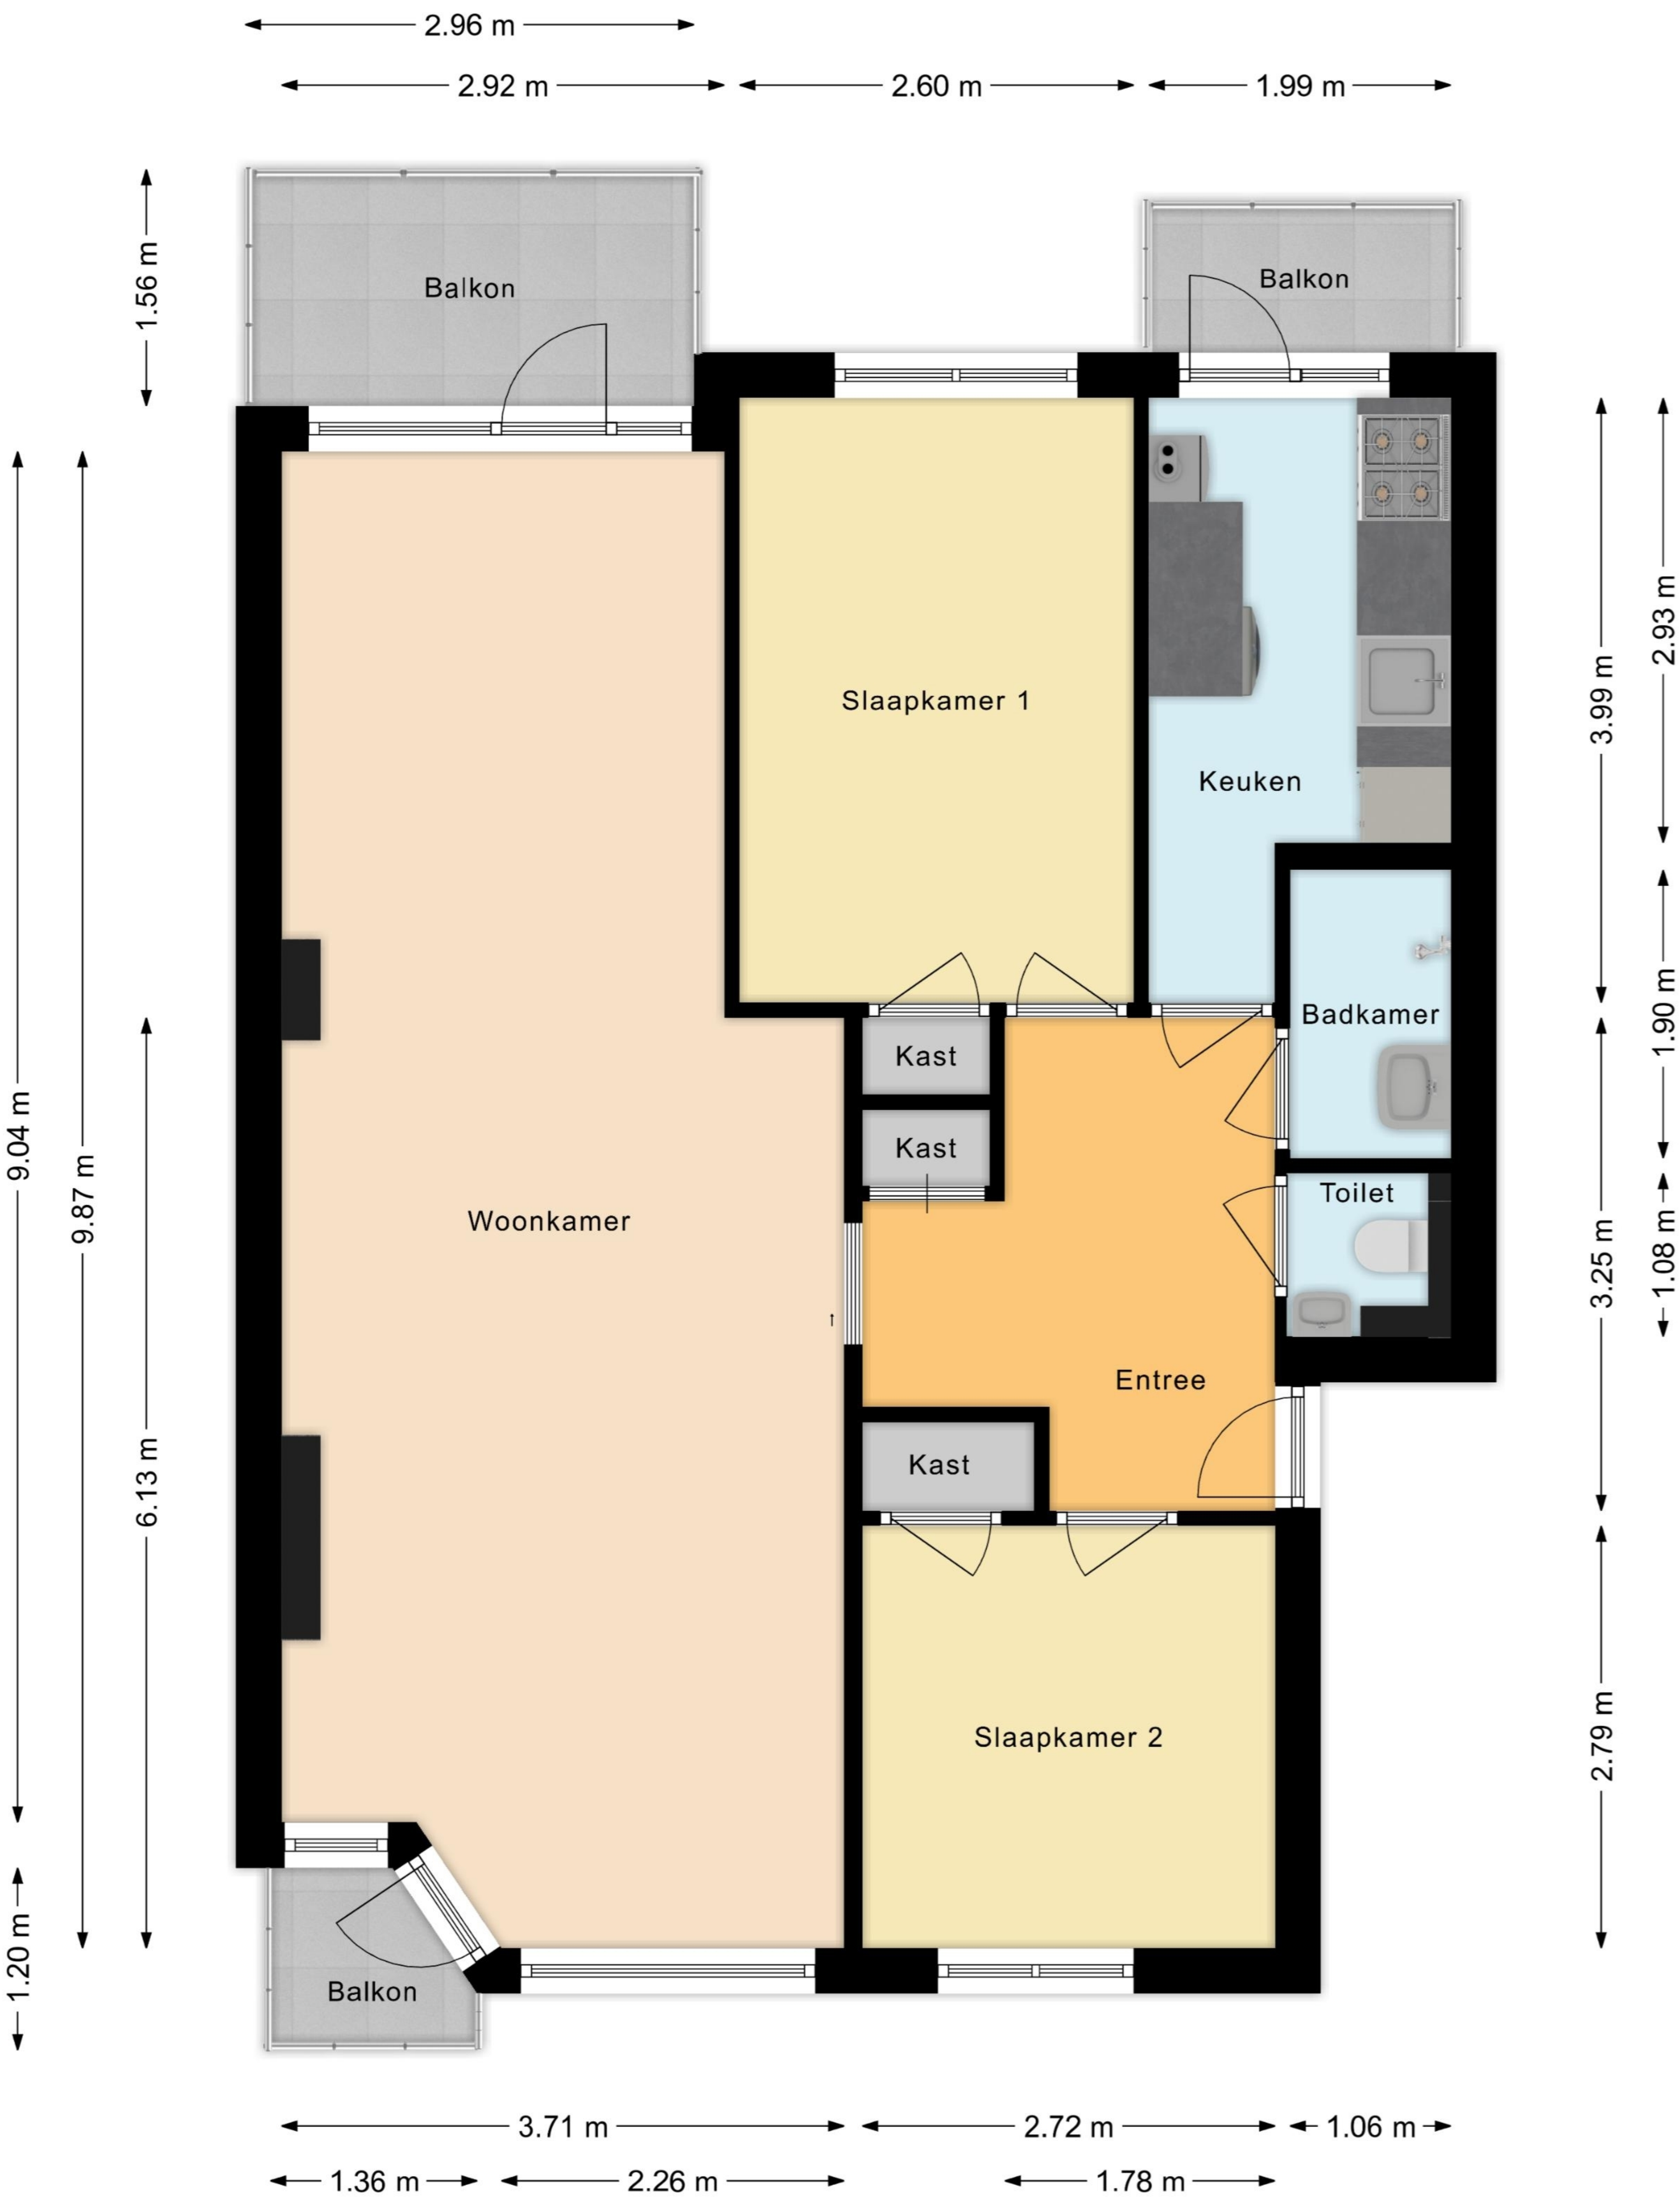 2.96 m
2.92 m
2.60 m
1.99 m
1.56 m
Balkon
Balkon
Slaapkamer 1
Keuken
3.99 m
2.93 m
Badkamer
1.90 m
Kast
Kast
Toilet
Woonkamer
9.04 m
9.87 m
3.25 m
1.08 m
Entree
Kast
6.13 m
Slaapkamer 2
2.79 m
Balkon
1.20 m
3.71 m
2.72 m
1.06 m
1.36 m
2.26 m
1.78 m